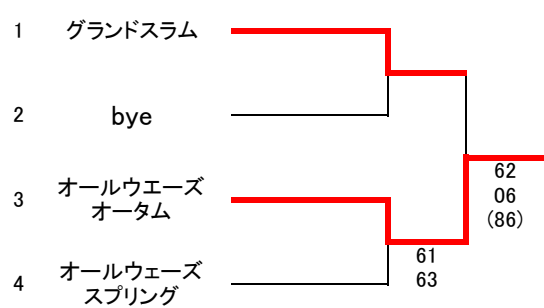 1 グランドスラム
2 bye
3 オールウエーズ
オータム
4 オールウェーズ
スプリング
61
63
62
06
(86)